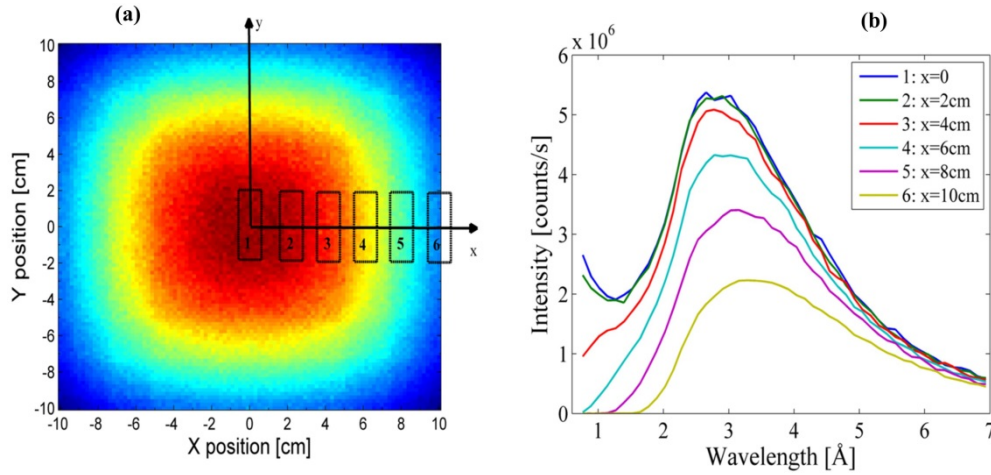 (a)
y
10
8
6
4
2
0
-2
-4
-6
-8
-10
Y position [cm]
1 2 3 4 5 6
x
-10 -8 -6 -4 -2 0 2 4 6 8 10
X position [cm]
(b)
x 10⁶
6
5
4
3
2
1
0
Intensity [counts/s]
1: x=0
2: x=2cm
3: x=4cm
4: x=6cm
5: x=8cm
6: x=10cm
1 2 3 4 5 6 7
Wavelength [Å]